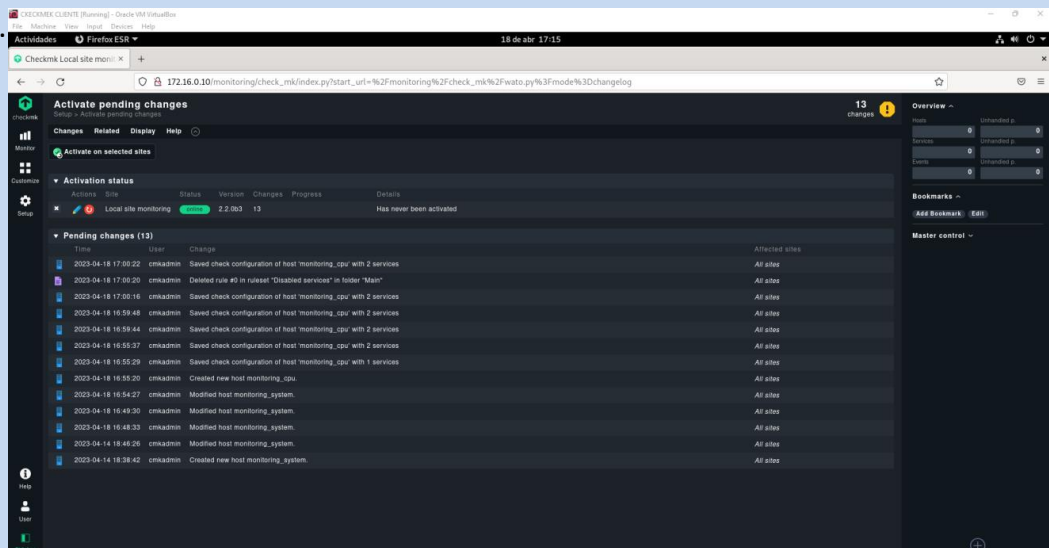 CKECKMEK CLIENTE [Running] - Oracle VM VirtualBox
File Machine View Input Devices Help
Actividades Firefox ESR 18 de abr 17:15
Checkmk Local site monit
172.16.0.10/monitoring/check_mk/index.py?start_url=%2Fmonitoring%2Fcheck_mk%2Fwato.py%3Fmode%3Dchangelog
checkmk
Monitor
Customize
Setup
Help
User
Activate pending changes
Setup > Activate pending changes
13
changes
Changes Related Display Help
Activate on selected sites
Activation status
Actions Site Status Version Changes Progress Details
Local site monitoring online 2.2.0b3 13 Has never been activated
Pending changes (13)
Time User Change Affected sites
2023-04-18 17:00:22 cmkadmin Saved check configuration of host 'monitoring_cpu' with 2 services All sites
2023-04-18 17:00:20 cmkadmin Deleted rule #0 in ruleset "Disabled services" in folder "Main" All sites
2023-04-18 17:00:16 cmkadmin Saved check configuration of host 'monitoring_cpu' with 2 services All sites
2023-04-18 16:59:48 cmkadmin Saved check configuration of host 'monitoring_cpu' with 2 services All sites
2023-04-18 16:59:44 cmkadmin Saved check configuration of host 'monitoring_cpu' with 2 services All sites
2023-04-18 16:55:37 cmkadmin Saved check configuration of host 'monitoring_cpu' with 2 services All sites
2023-04-18 16:55:29 cmkadmin Saved check configuration of host 'monitoring_cpu' with 1 services All sites
2023-04-18 16:55:20 cmkadmin Created new host monitoring_cpu. All sites
2023-04-18 16:54:27 cmkadmin Modified host monitoring_system. All sites
2023-04-18 16:49:30 cmkadmin Modified host monitoring_system. All sites
2023-04-18 16:48:33 cmkadmin Modified host monitoring_system. All sites
2023-04-14 18:46:26 cmkadmin Modified host monitoring_system. All sites
2023-04-14 18:38:42 cmkadmin Created new host monitoring_system. All sites
Overview
Hosts Unhandled p.
0 0
Services Unhandled p.
0 0
Events Unhandled p.
0 0
Bookmarks
Add Bookmark Edit
Master control